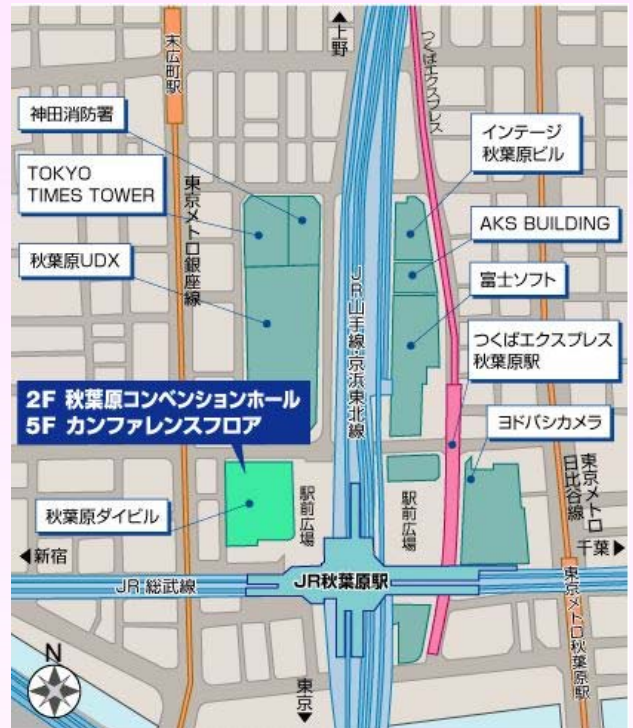 ▲上野
末広町駅
つくばエクスプレス
神田消防署
インテージ
秋葉原ビル
TOKYO
TIMES TOWER
東京メトロ銀座線
AKS BUILDING
秋葉原UDX
JR山手線・京浜東北線
富士ソフト
つくばエクスプレス
秋葉原駅
2F 秋葉原コンベンションホール
5F カンファレンスフロア
ヨドバシカメラ
東京メトロ
日比谷線
秋葉原ダイビル
駅前広場
駅前広場
◀新宿
千葉▶
JR 総武線
JR秋葉原駅
東京メトロ秋葉原駅
N
東京▼